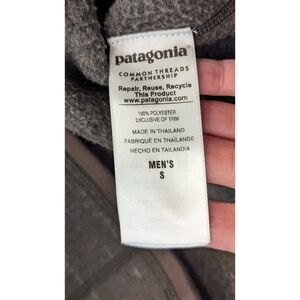 patagonia
COMMON THREADS
PARTNERSHIP
Repair, Reuse, Recycle
This Product
www.patagonia.com
100% POLYESTER
EXCLUSIVE OF TRIM
MADE IN THAILAND
FABRIQUÉ EN THAÏLANDE
HECHO EN TAILANDIA
MEN'S
S